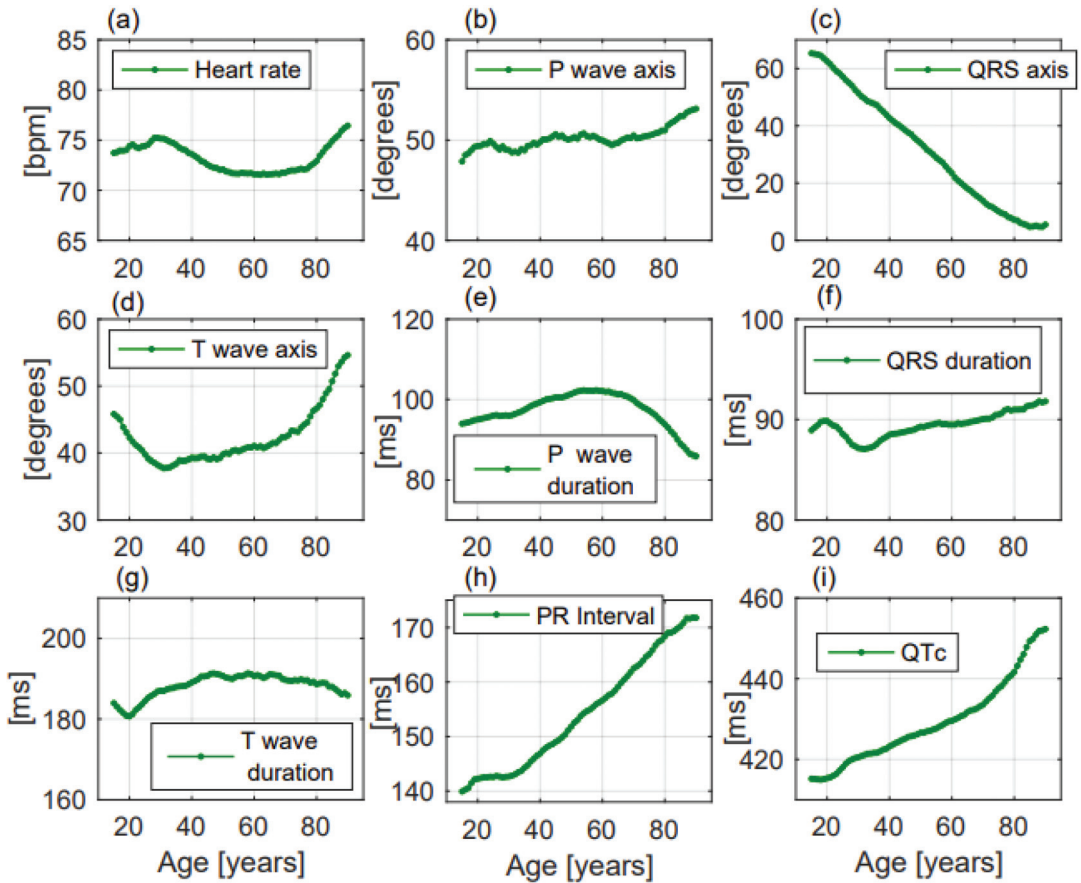 (a)
(b)
(c)
85
80
75
70
65
[bpm]
Heart rate
20 40 60 80
60
50
40
[degrees]
P wave axis
20 40 60 80
60
40
20
0
[degrees]
QRS axis
20 40 60 80
(d)
(e)
(f)
60
50
40
30
[degrees]
T wave axis
20 40 60 80
120
100
80
[ms]
P wave
duration
20 40 60 80
100
90
80
[ms]
QRS duration
20 40 60 80
(g)
(h)
(i)
200
180
160
[ms]
T wave
duration
20 40 60 80
Age [years]
170
160
150
140
[ms]
PR Interval
20 40 60 80
Age [years]
460
440
420
[ms]
QTc
20 40 60 80
Age [years]